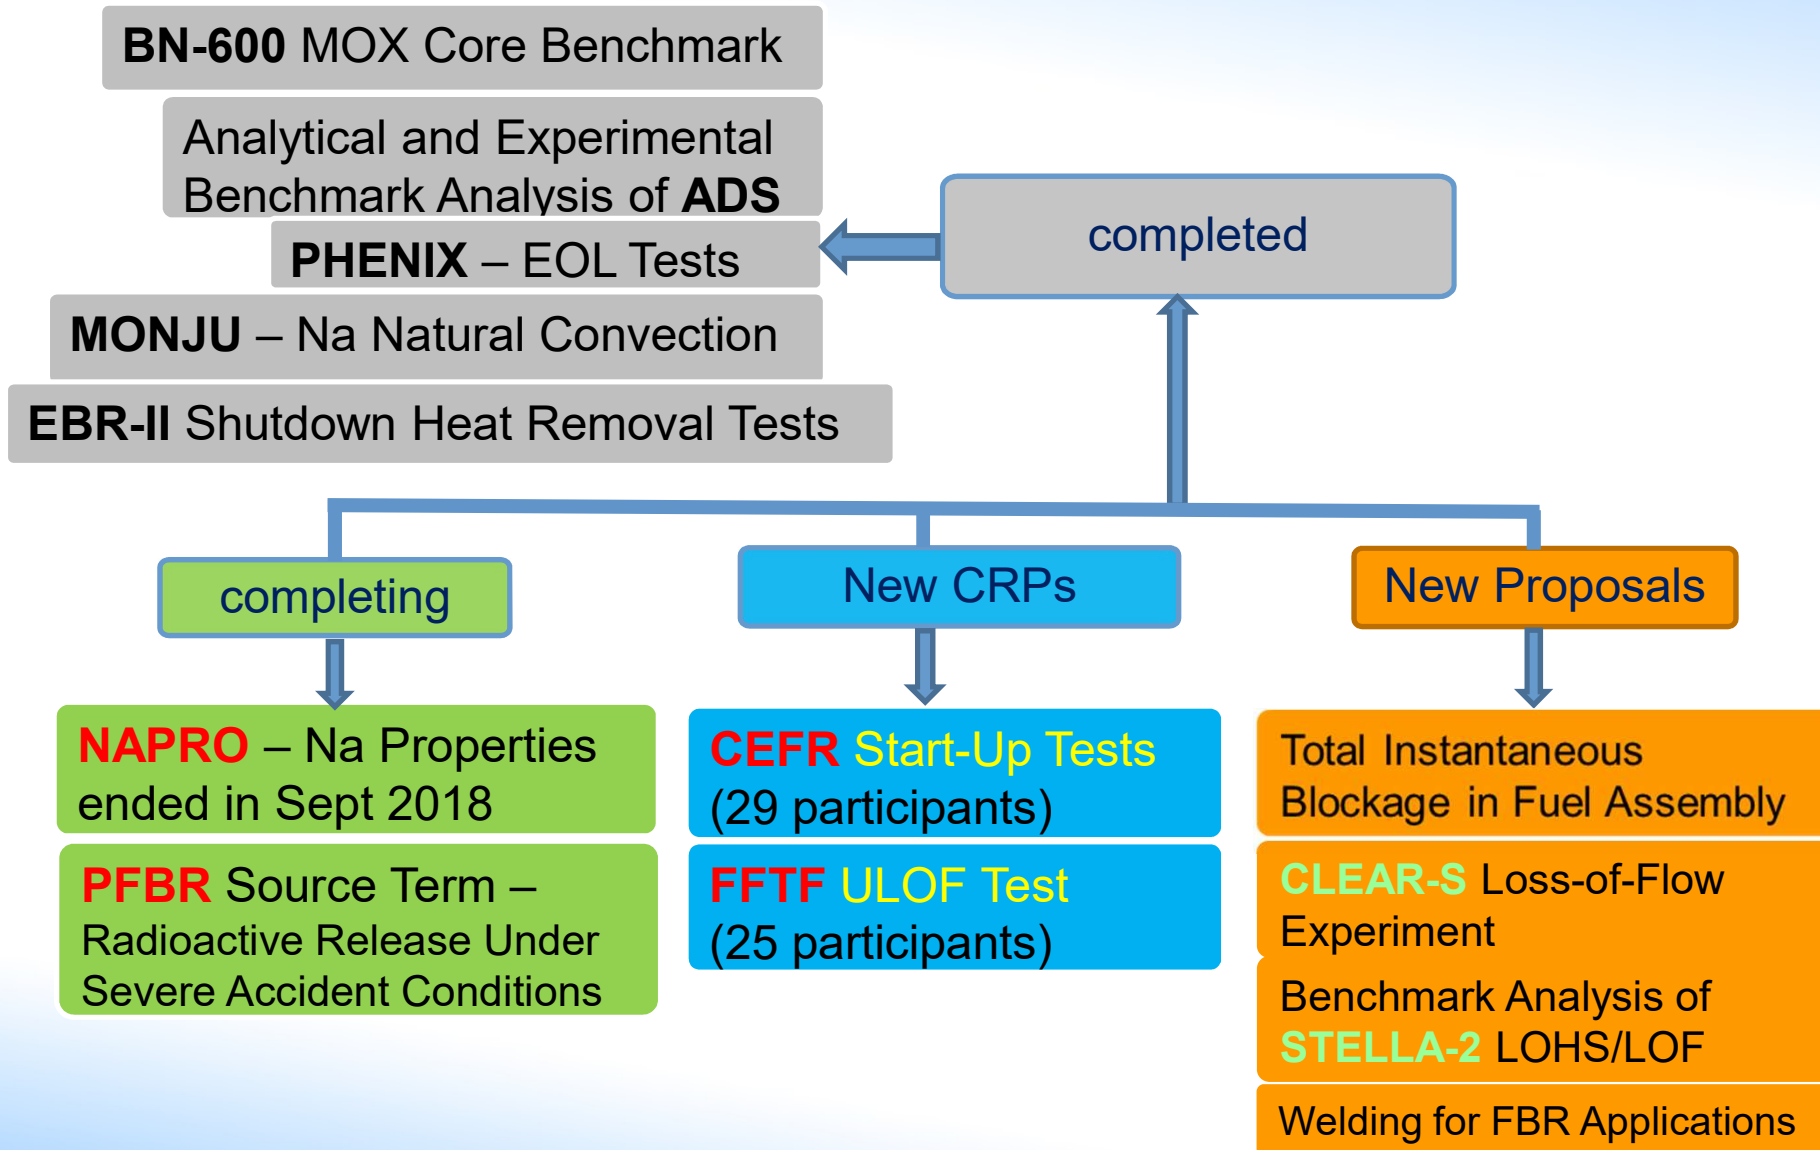 BN-600 MOX Core Benchmark
Analytical and Experimental
Benchmark Analysis of ADS
PHENIX – EOL Tests
MONJU – Na Natural Convection
EBR-II Shutdown Heat Removal Tests
completed
completing
New CRPs
New Proposals
NAPRO – Na Properties
ended in Sept 2018
PFBR Source Term –
Radioactive Release Under
Severe Accident Conditions
CEFR Start-Up Tests
(29 participants)
FFTF ULOF Test
(25 participants)
Total Instantaneous
Blockage in Fuel Assembly
CLEAR-S Loss-of-Flow
Experiment
Benchmark Analysis of
STELLA-2 LOHS/LOF
Welding for FBR Applications